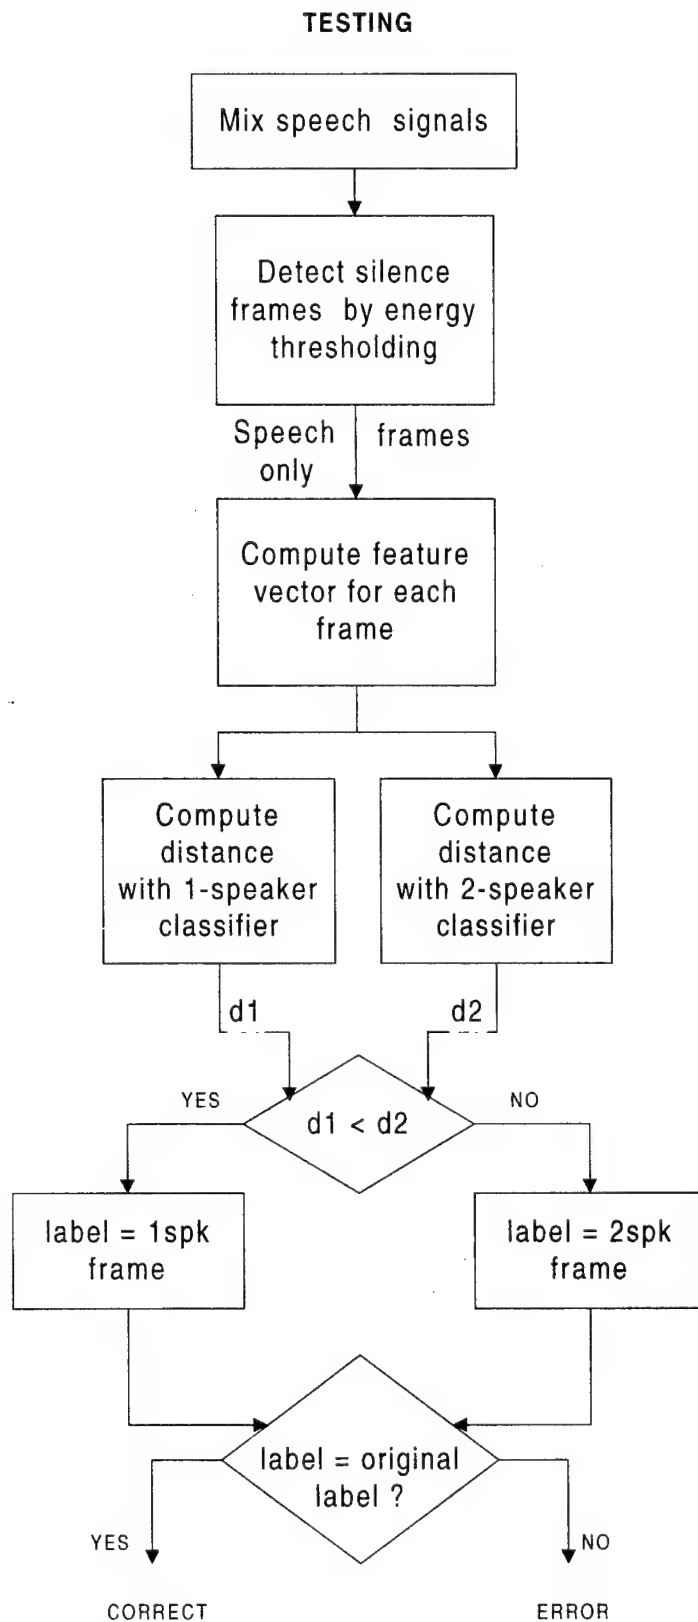 TESTING
Mix speech signals
Detect silence
frames by energy
thresholding
Speech frames
only
Compute feature
vector for each
frame
Compute
distance
with 1-speaker
classifier
Compute
distance
with 2-speaker
classifier
d1
d2
YES
d1 < d2
NO
label = 1spk
frame
label = 2spk
frame
label = original
label ?
YES
NO
CORRECT
ERROR